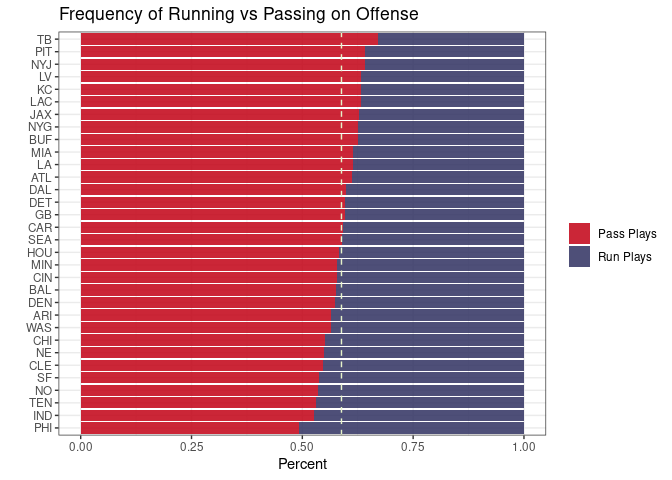 Frequency of Running vs Passing on Offense
TB
PIT
NYJ
LV
KC
LAC
JAX
NYG
BUF
MIA
LA
ATL
DAL
DET
GB
CAR
SEA
HOU
MIN
CIN
BAL
DEN
ARI
WAS
CHI
NE
CLE
SF
NO
TEN
IND
PHI
Pass Plays
Run Plays
0.00 0.25 0.50 0.75 1.00
Percent